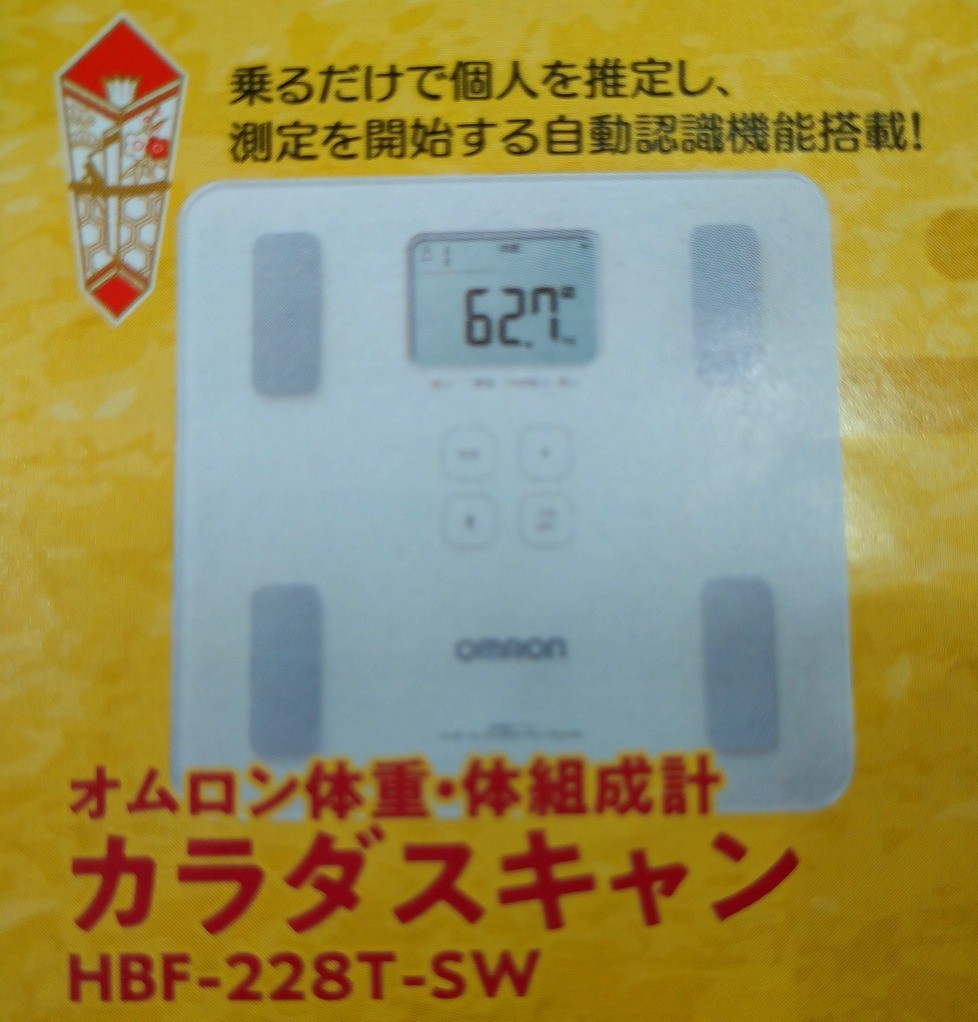 乗るだけで個人を推定し、
測定を開始する自動認識機能搭載!
62.7
OMRON
オムロン体重・体組成計
カラダスキャン
HBF-228T-SW